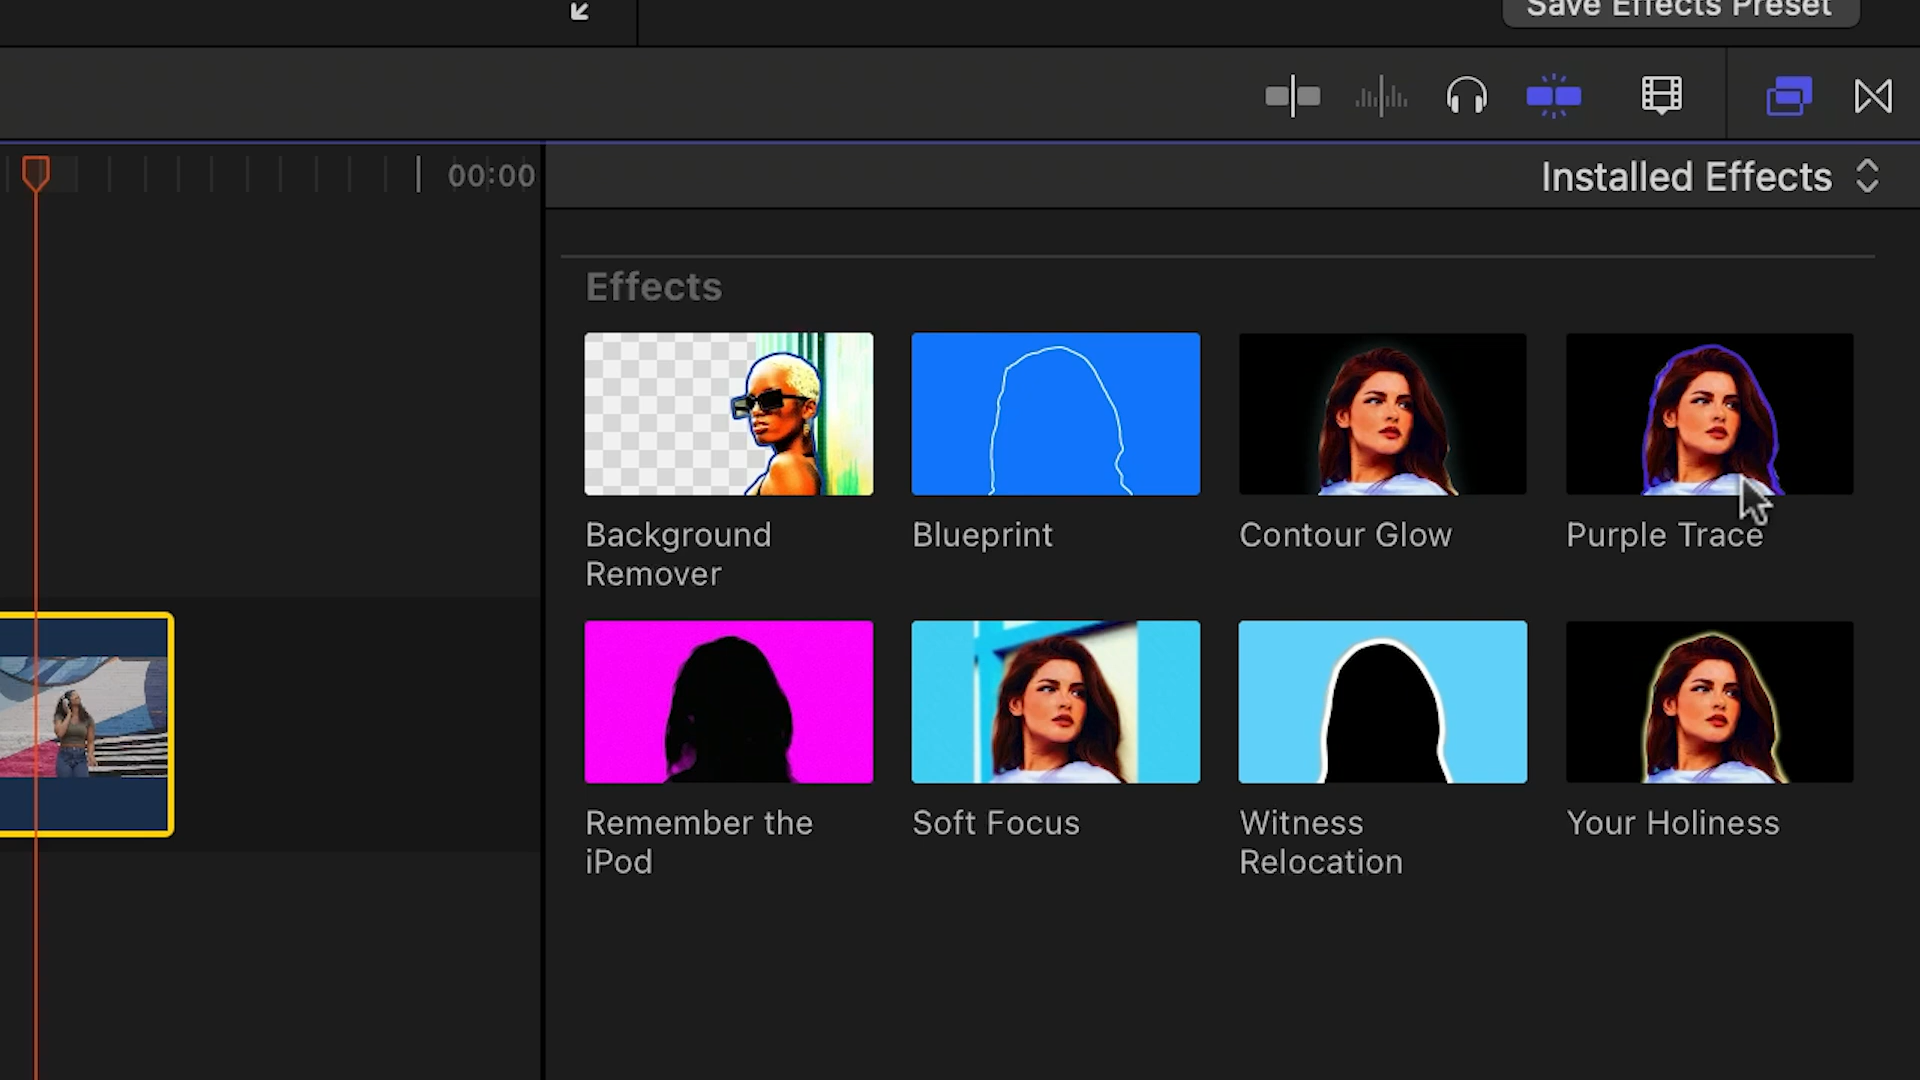 Save Effects Preset
00:00
Installed Effects
Effects
Background
Remover
Blueprint
Contour Glow
Purple Trace
Remember the
iPod
Soft Focus
Witness
Relocation
Your Holiness